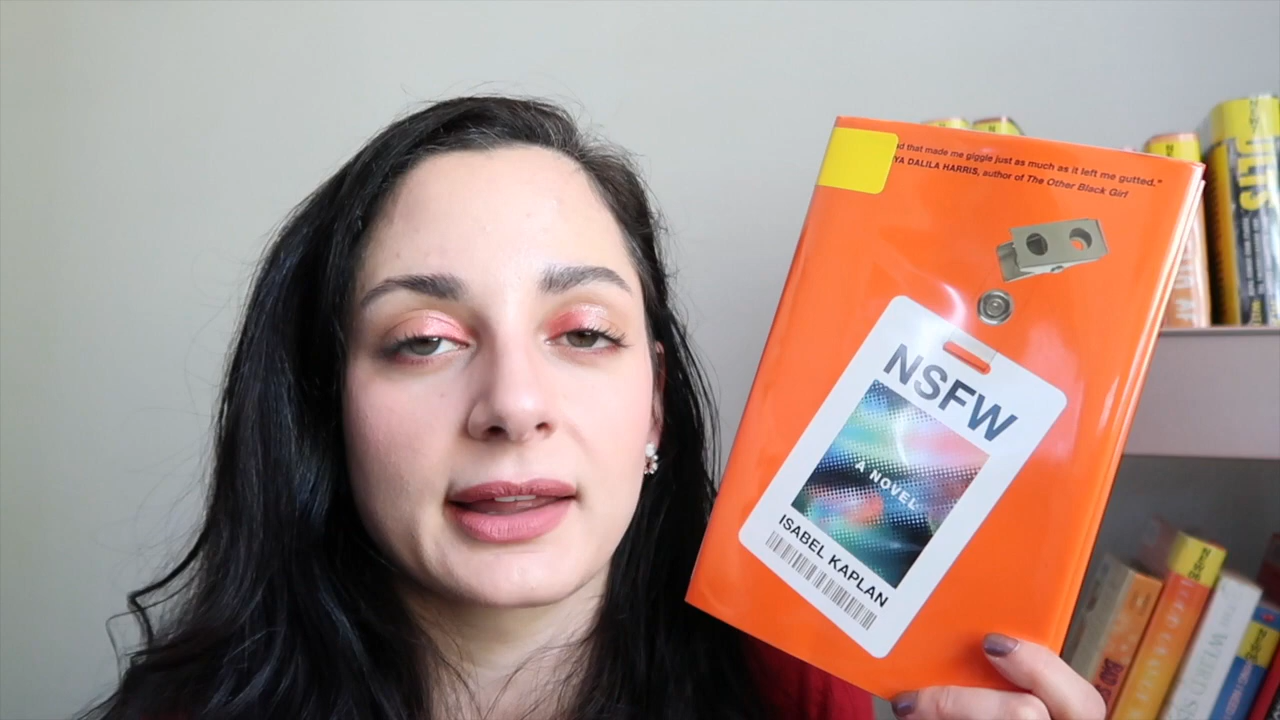 d that made me giggle just as much as it left me gutted."
YA DALILA HARRIS, author of The Other Black Girl
NSFW
A NOVEL
ISABEL KAPLAN